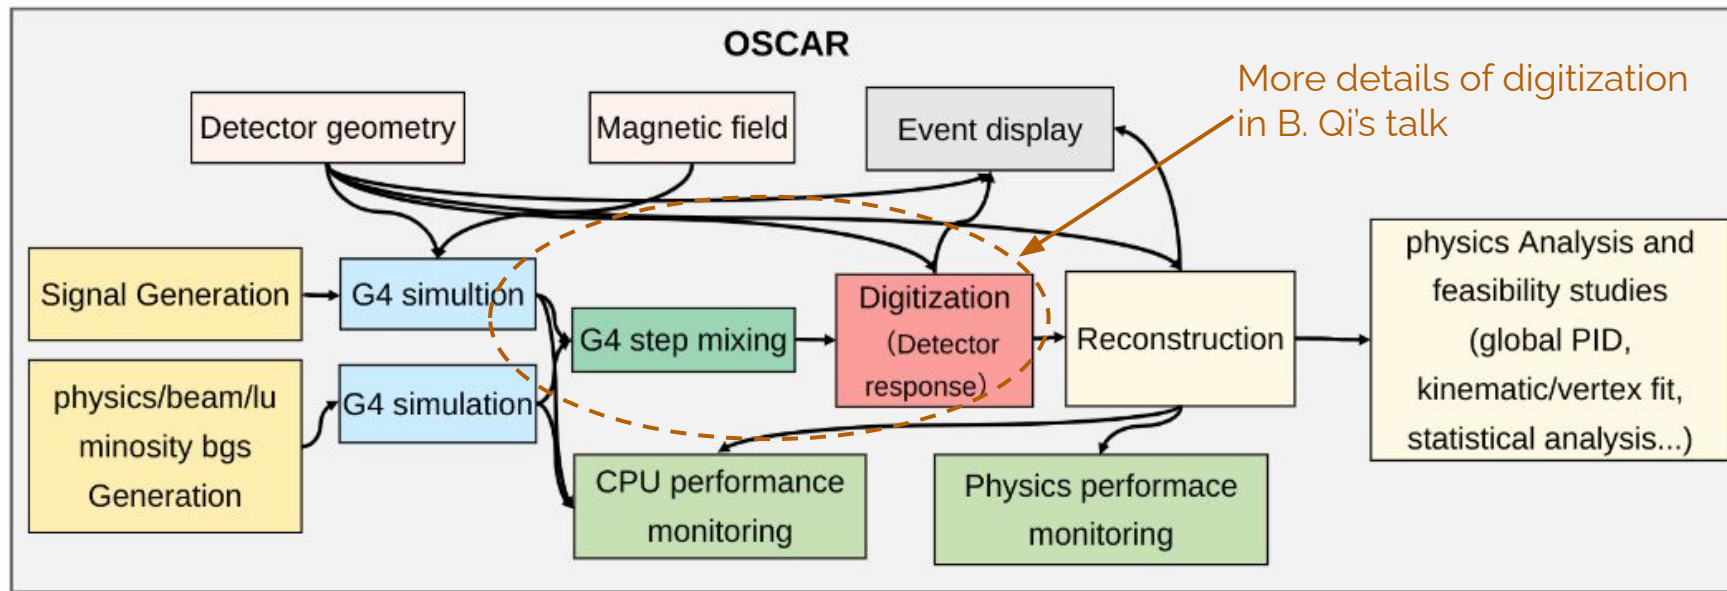 OSCAR
More details of digitization
in B. Qi's talk
Detector geometry
Magnetic field
Event display
Signal Generation
G4 simultion
G4 step mixing
Digitization
（Detector
response）
Reconstruction
physics Analysis and
feasibility studies
(global PID,
kinematic/vertex fit,
statistical analysis...)
physics/beam/lu
minosity bgs
Generation
G4 simulation
CPU performance
monitoring
Physics performace
monitoring